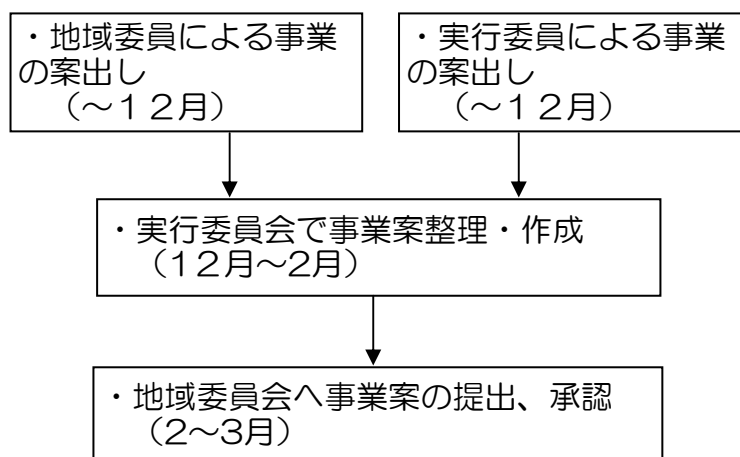 ・地域委員による事業
の案出し
（～１２月）
・実行委員による事業
の案出し
（～１２月）
・実行委員会で事業案整理・作成
（１２月～２月）
・地域委員会へ事業案の提出、承認
（２～３月）